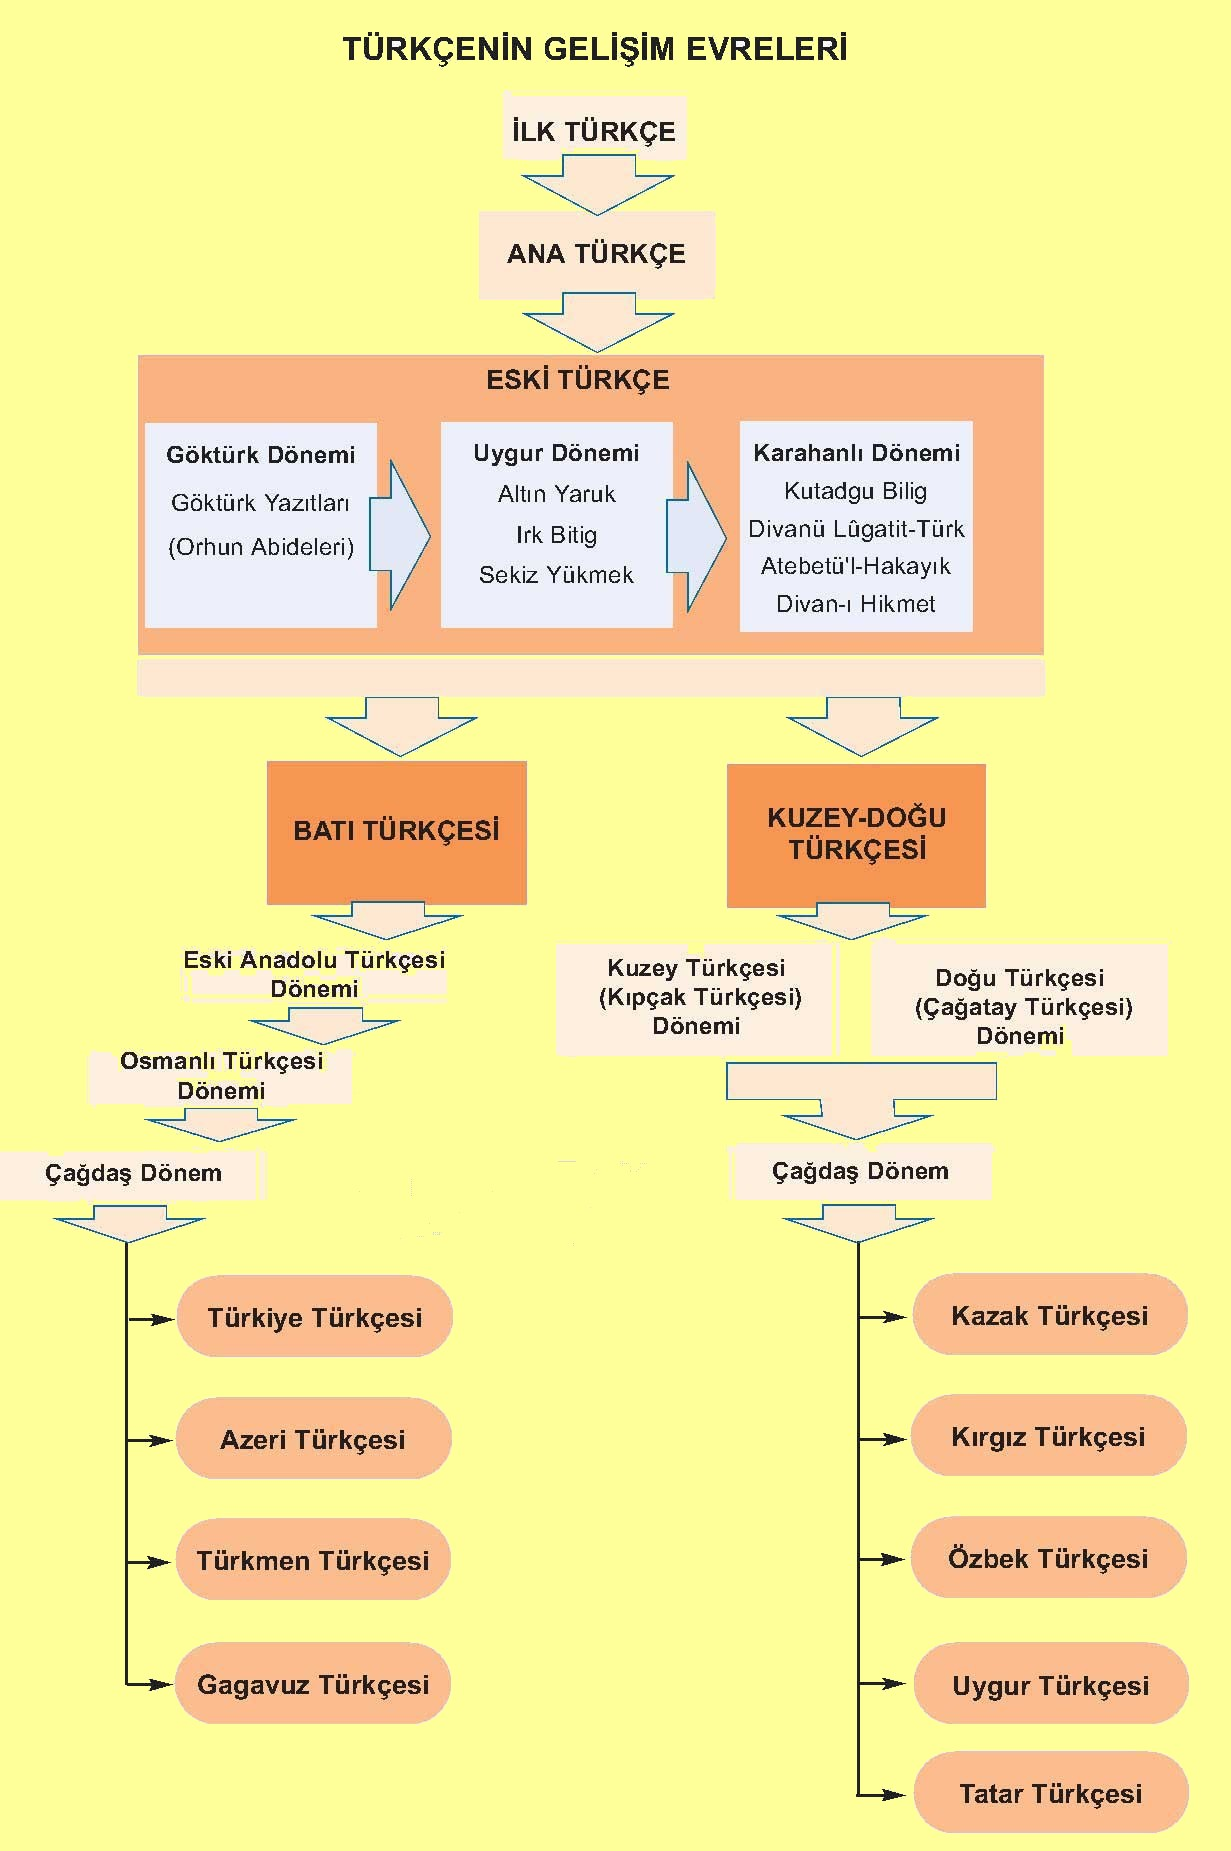 TÜRKÇENİN GELİŞİM EVRELERİ
İLK TÜRKÇE
ANA TÜRKÇE
ESKİ TÜRKÇE
Göktürk Dönemi
Göktürk Yazıtları
(Orhun Abideleri)
Uygur Dönemi
Altın Yaruk
Irk Bitig
Sekiz Yükmek
Karahanlı Dönemi
Kutadgu Bilig
Divanü Lûgatit-Türk
Atebetü'l-Hakayık
Divan-ı Hikmet
BATI TÜRKÇESİ
KUZEY-DOĞU
TÜRKÇESİ
Eski Anadolu Türkçesi
Dönemi
Osmanlı Türkçesi
Dönemi
Çağdaş Dönem
Türkiye Türkçesi
Azeri Türkçesi
Türkmen Türkçesi
Gagavuz Türkçesi
Kuzey Türkçesi
(Kıpçak Türkçesi)
Dönemi
Doğu Türkçesi
(Çağatay Türkçesi)
Dönemi
Çağdaş Dönem
Kazak Türkçesi
Kırgız Türkçesi
Özbek Türkçesi
Uygur Türkçesi
Tatar Türkçesi